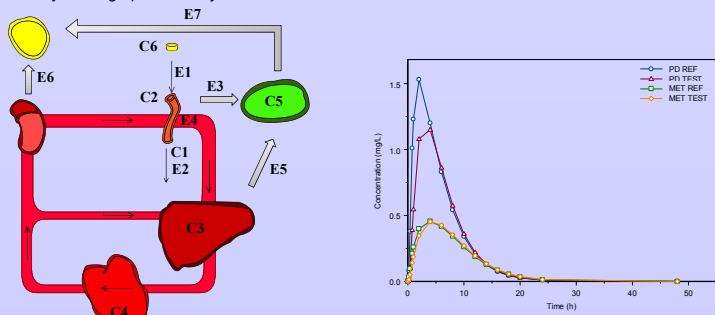 E7
C6
E6
E1
C2
E3
C5
E4
C1
E2
E5
C3
C4
PD REF
PD TEST
MET REF
MET TEST
Concentration (mg/L)
1.5
1.0
0.5
0.0
0 10 20 30 40 50
Time (h)